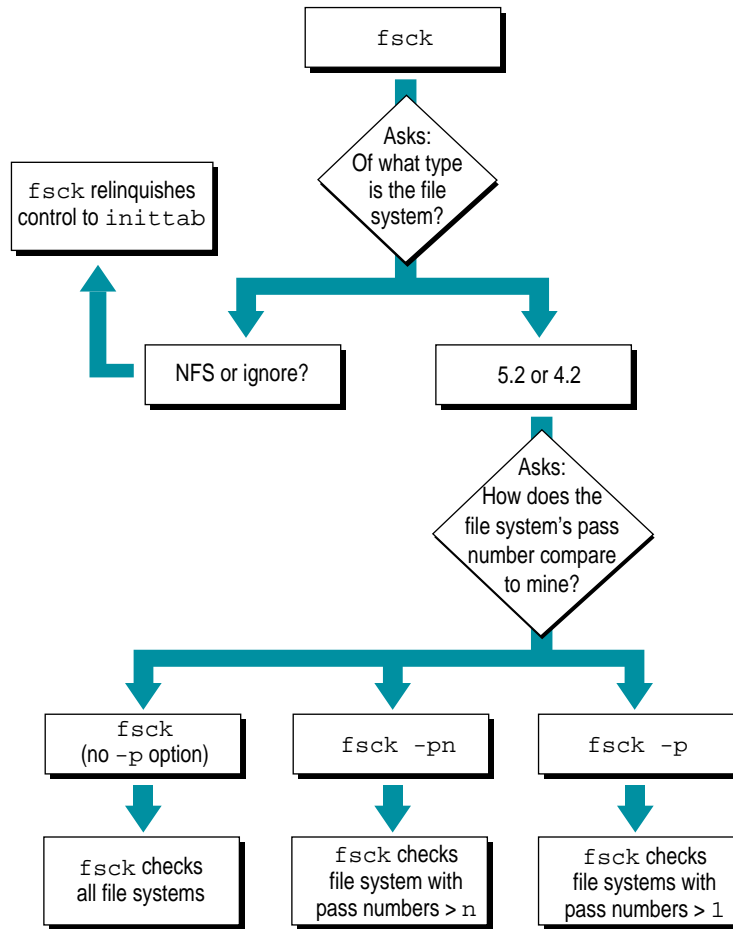 fsck
Asks:
Of what type
is the file
system?
fsck relinquishes
control to inittab
NFS or ignore?
5.2 or 4.2
Asks:
How does the
file system’s pass
number compare
to mine?
fsck
(no -p option)
fsck -pn
fsck -p
fsck checks
all file systems
fsck checks
file system with
pass numbers > n
fsck checks
file systems with
pass numbers > 1